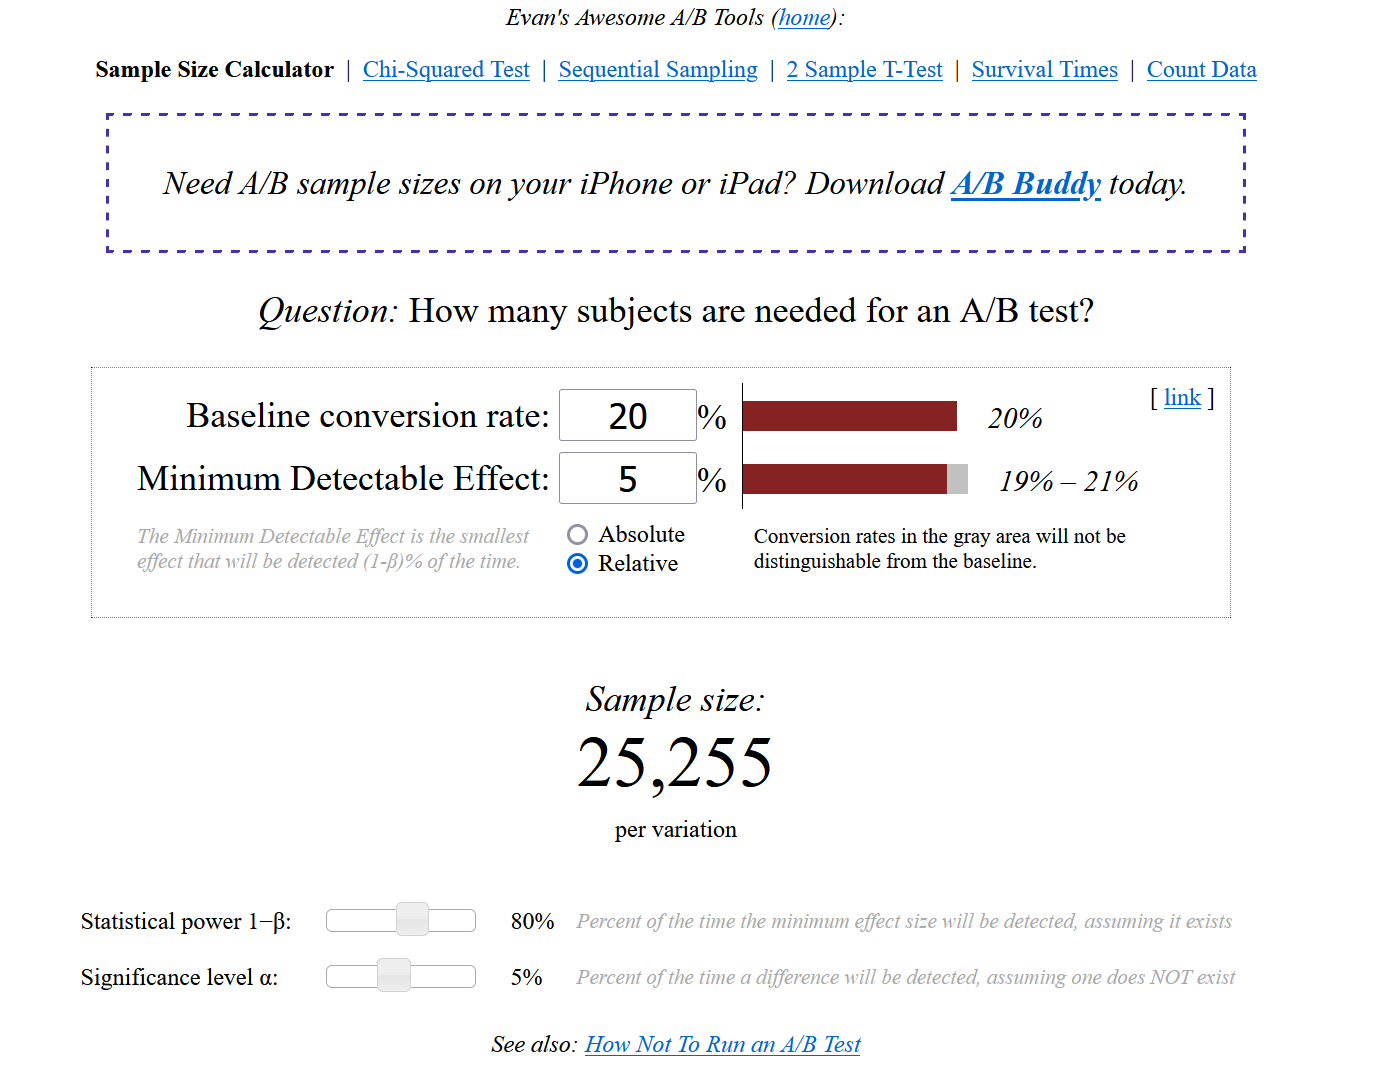 Evan's Awesome A/B Tools (home):
Sample Size Calculator | Chi-Squared Test | Sequential Sampling | 2 Sample T-Test | Survival Times | Count Data
Need A/B sample sizes on your iPhone or iPad? Download A/B Buddy today.
Question: How many subjects are needed for an A/B test?
[ link ]
Baseline conversion rate: 20 % 20%
Minimum Detectable Effect: 5 % 19% – 21%
The Minimum Detectable Effect is the smallest
effect that will be detected (1-β)% of the time.
Absolute
Relative
Conversion rates in the gray area will not be
distinguishable from the baseline.
Sample size:
25,255
per variation
Statistical power 1−β: 80% Percent of the time the minimum effect size will be detected, assuming it exists
Significance level α: 5% Percent of the time a difference will be detected, assuming one does NOT exist
See also: How Not To Run an A/B Test